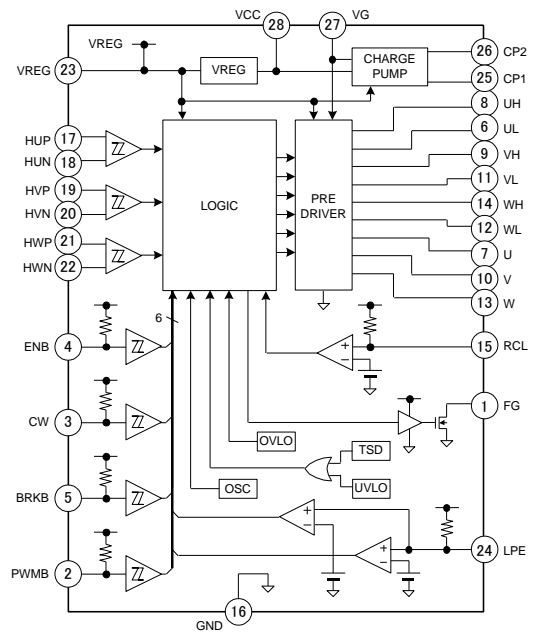 VCC VG
28 27
VREG
VREG 23 VREG CHARGE PUMP 26 CP2
25 CP1
8 UH
HUP 17
HUN 18
6 UL
9 VH
HVP 19
HVN 20
LOGIC
PRE DRIVER
11 VL
14 WH
12 WL
HWP 21
HWN 22
7 U
10 V
13 W
6
ENB 4
+
−
15 RCL
1 FG
CW 3
OVLO
TSD
OSC
UVLO
BRKB 5
+
−
+
−
24 LPE
PWMB 2
16
GND